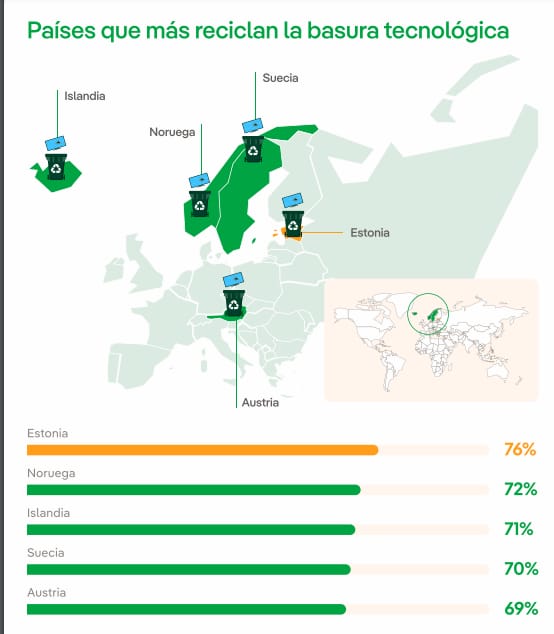 Países que más reciclan la basura tecnológica
Suecia
Islandia
Noruega
Estonia
Austria
Estonia
76%
Noruega
72%
Islandia
71%
Suecia
70%
Austria
69%